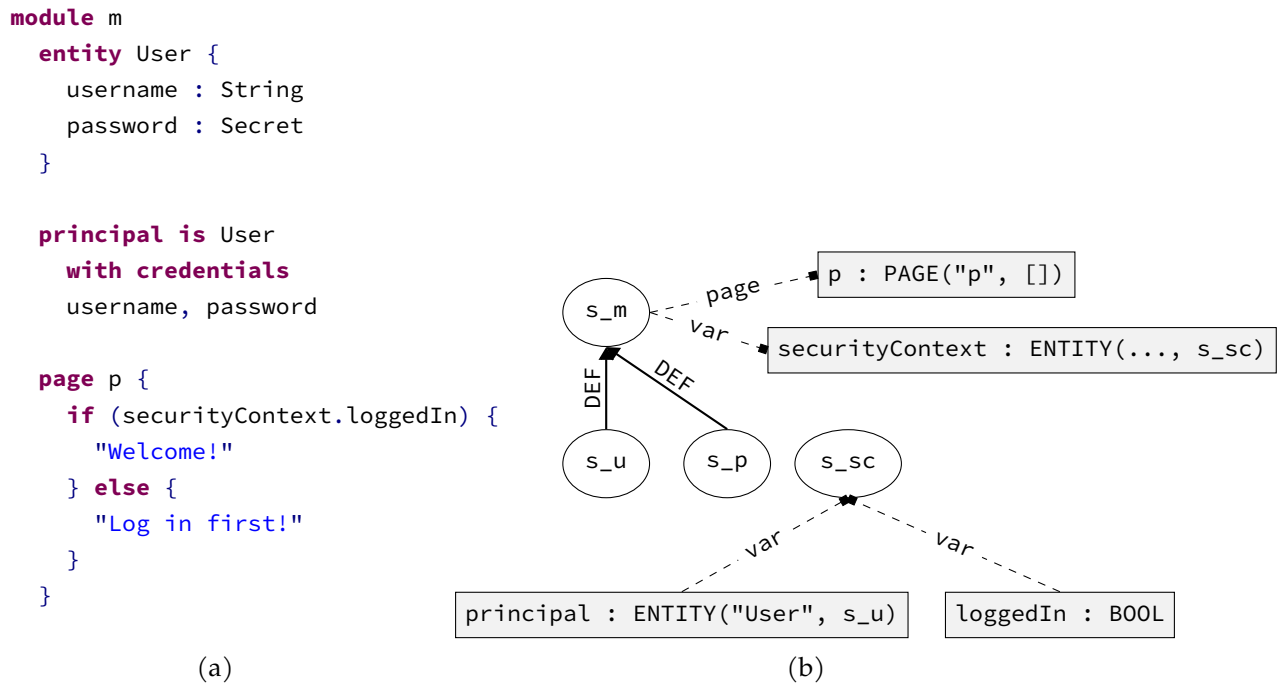 module m
entity User {
username : String
password : Secret
}
principal is User
with credentials
username, password
page p {
if (securityContext.loggedIn) {
"Welcome!"
} else {
"Log in first!"
}
}
(a)
s_m
page
p : PAGE("p", [])
var
securityContext : ENTITY(..., s_sc)
DEF
DEF
s_u
s_p
s_sc
var
var
principal : ENTITY("User", s_u)
loggedIn : BOOL
(b)